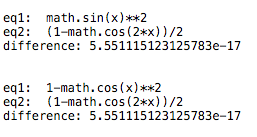 eq1:  math.sin(x)**2
eq2:  (1-math.cos(2*x))/2
difference: 5.551115123125783e-17
eq1:  1-math.cos(x)**2
eq2:  (1-math.cos(2*x))/2
difference: 5.551115123125783e-17